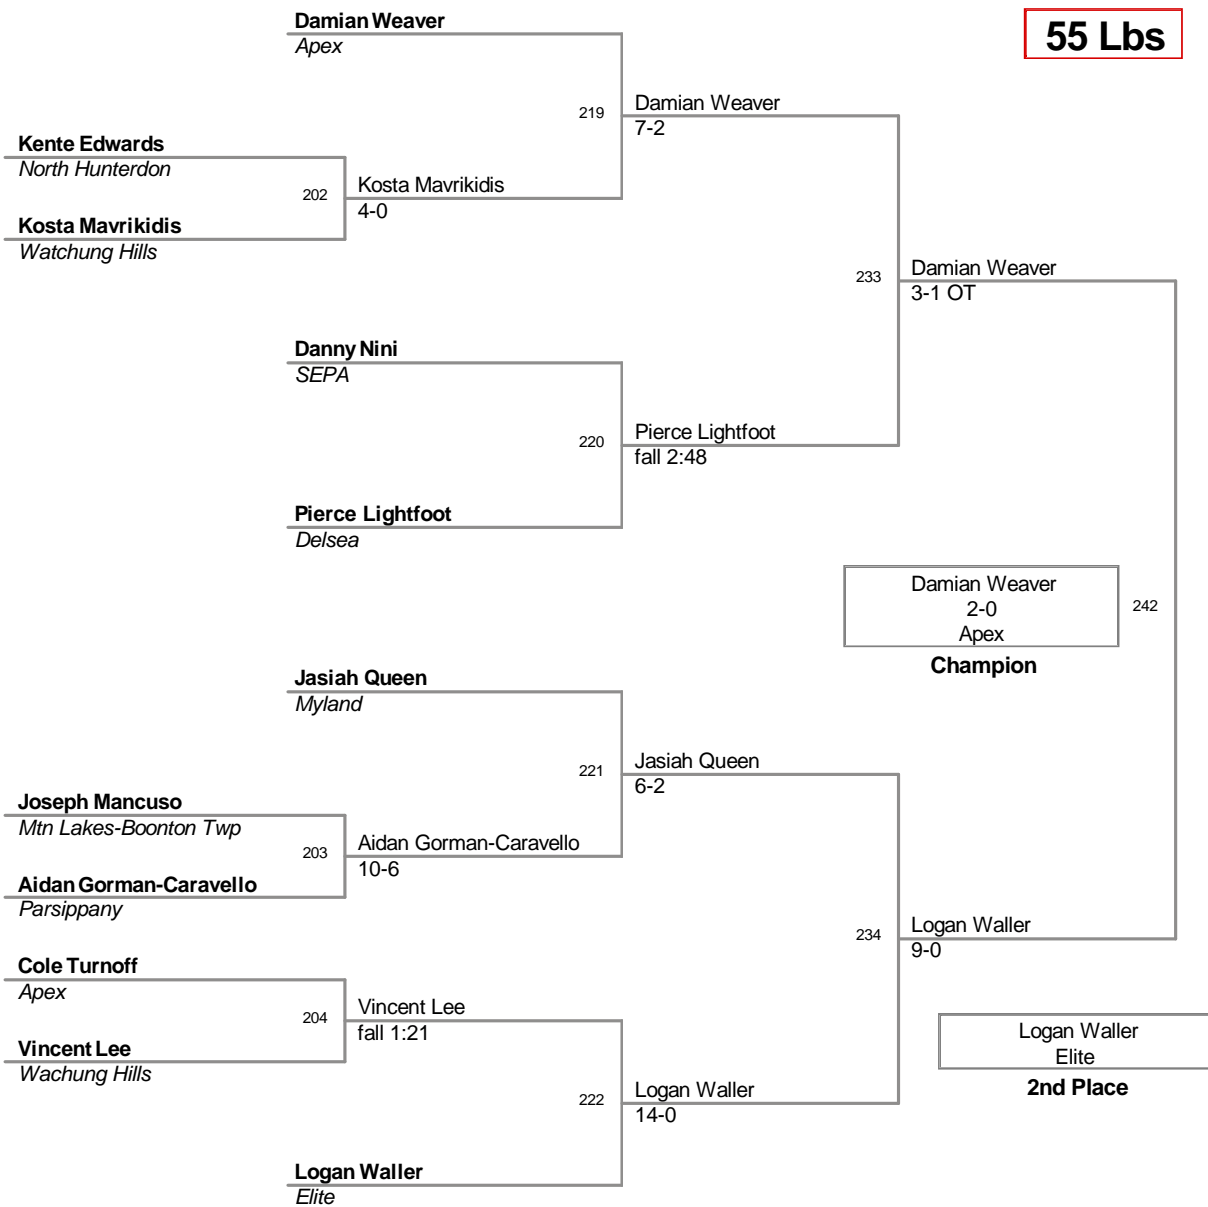 Damian Weaver
Apex
55 Lbs
219
Damian Weaver
7-2
Kente Edwards
North Hunterdon
202
Kosta Mavrikidis
4-0
Kosta Mavrikidis
Watchung Hills
233
Damian Weaver
3-1 OT
Danny Nini
SEPA
220
Pierce Lightfoot
fall 2:48
Pierce Lightfoot
Delsea
Damian Weaver
2-0
Apex
242
Champion
Jasiah Queen
Myland
221
Jasiah Queen
6-2
Joseph Mancuso
Mtn Lakes-Boonton Twp
203
Aidan Gorman-Caravello
10-6
Aidan Gorman-Caravello
Parsippany
234
Logan Waller
9-0
Cole Turnoff
Apex
204
Vincent Lee
fall 1:21
Vincent Lee
Wachung Hills
Logan Waller
Elite
2nd Place
222
Logan Waller
14-0
Logan Waller
Elite